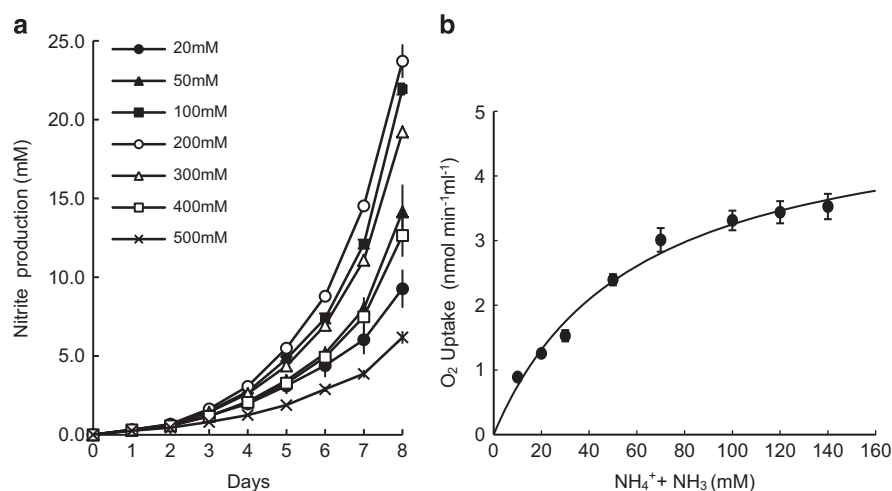 a
Nitrite production (mM)
25.0
20.0
15.0
10.0
5.0
0.0
20mM
50mM
100mM
200mM
300mM
400mM
500mM
0 1 2 3 4 5 6 7 8
Days
b
O₂ Uptake (nmol min⁻¹ml⁻¹)
5
4
3
2
1
0
0 20 40 60 80 100 120 140 160
NH₄⁺ + NH₃ (mM)